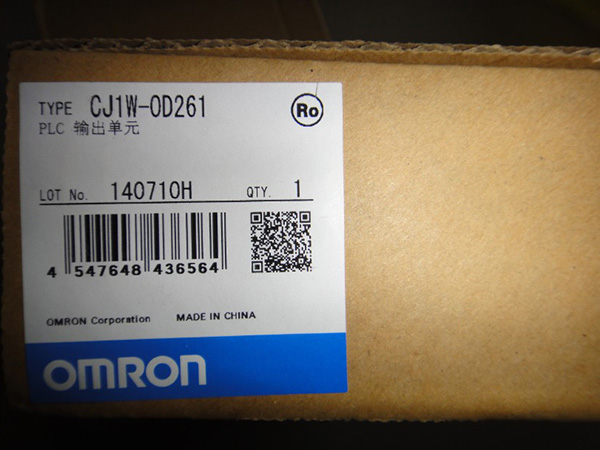 TYPE CJ1W-OD261
Ro
PLC 输出单元
LOT No. 140710H QTY. 1
4 547648 436564
OMRON Corporation MADE IN CHINA
OMRON